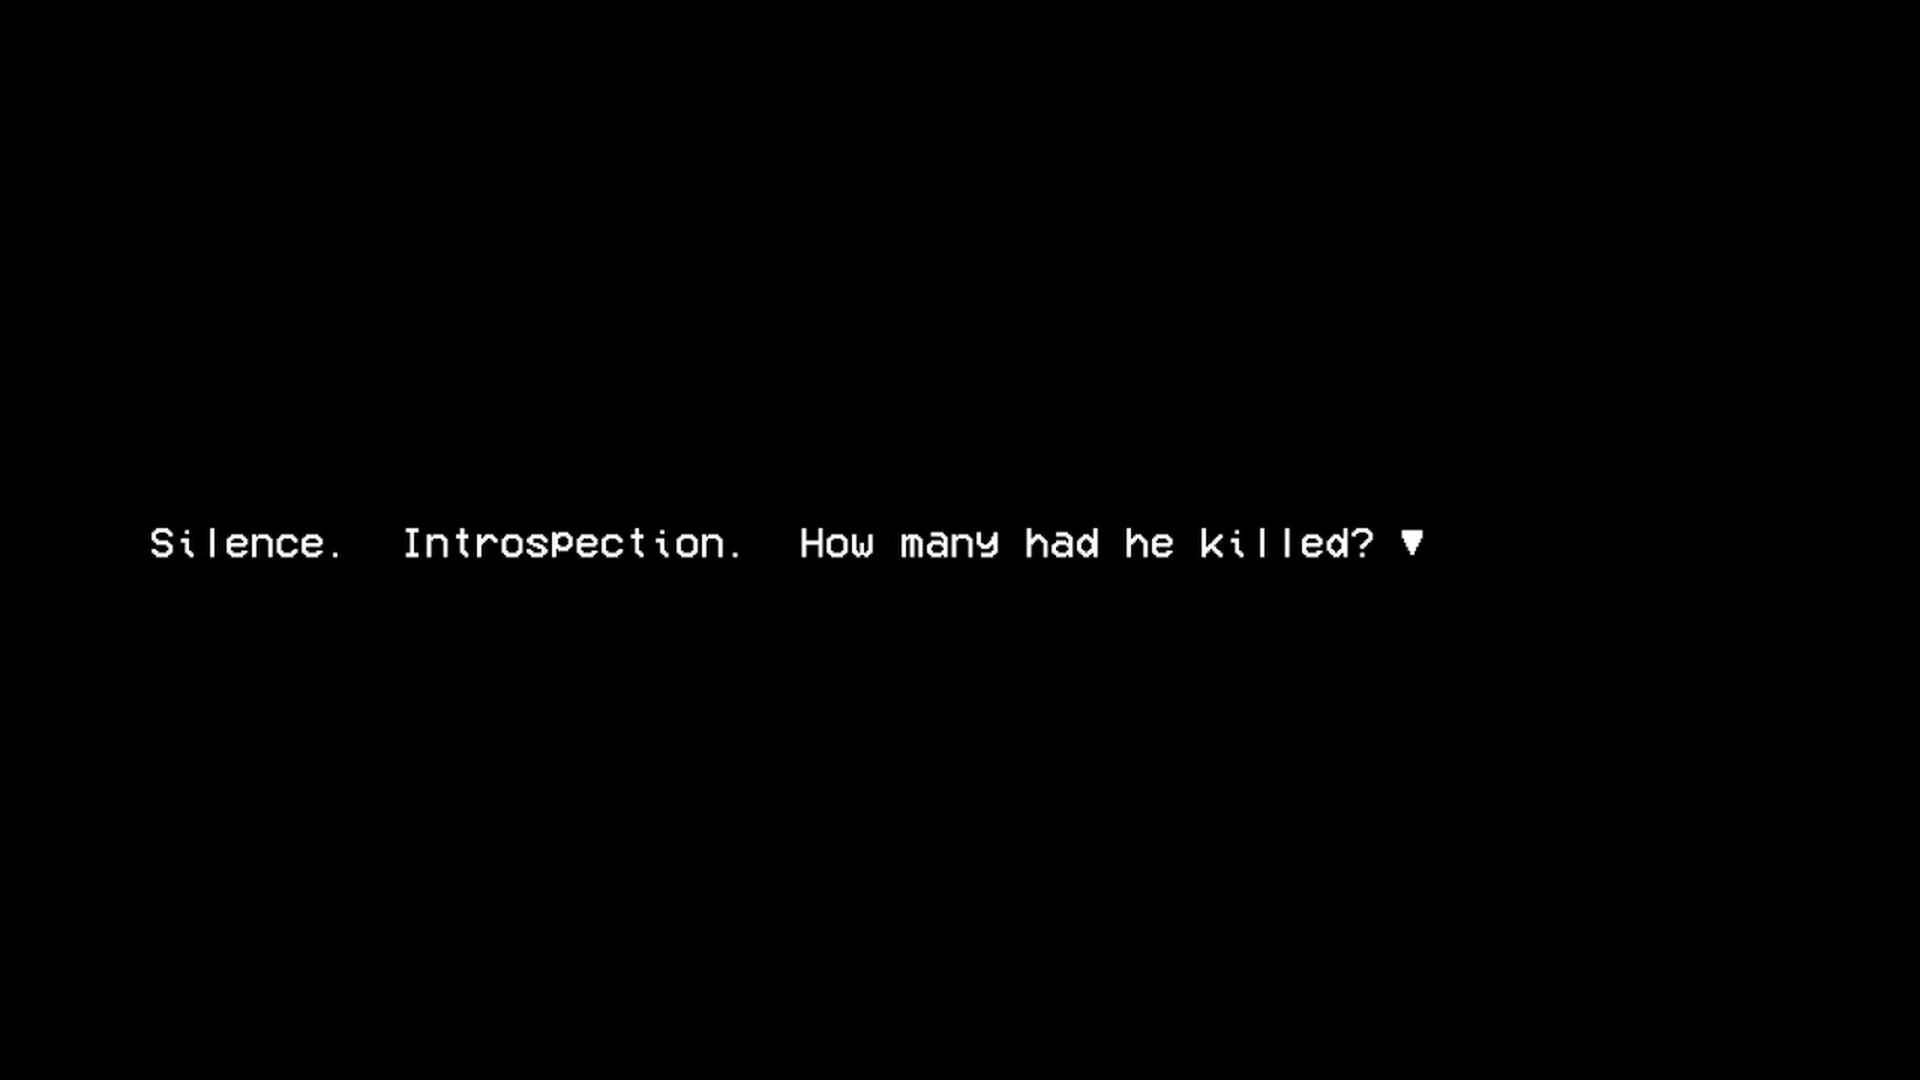 Silence.  Introspection.  How many had he killed? ▼